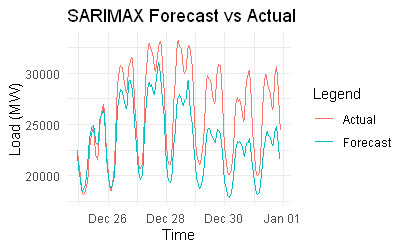 SARIMAX Forecast vs Actual
Load (MW)
30000
25000
20000
Dec 26
Dec 28
Dec 30
Jan 01
Time
Legend
Actual
Forecast